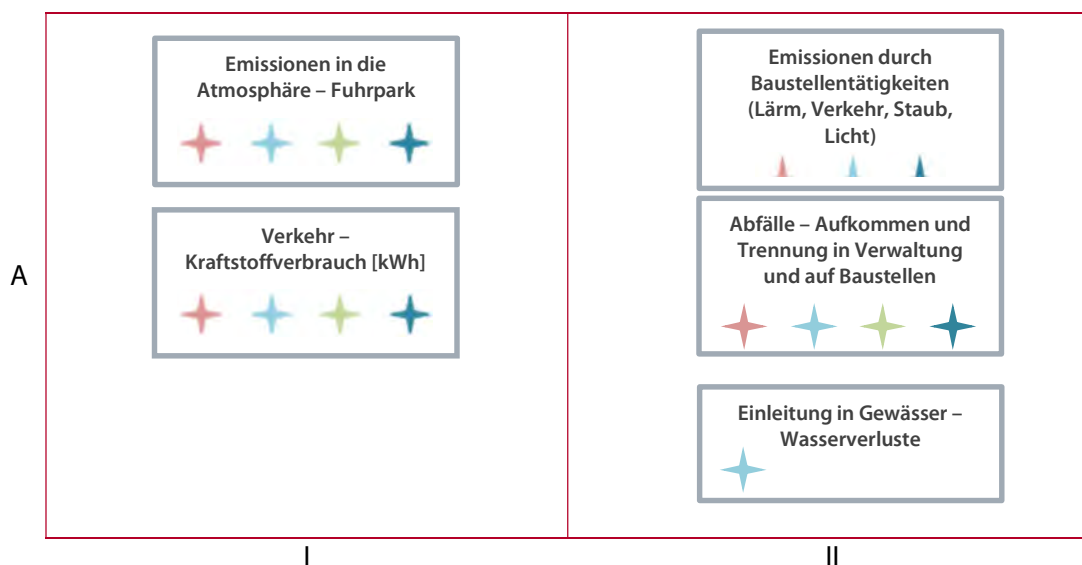 Emissionen in die
Atmosphäre – Fuhrpark
Verkehr –
Kraftstoffverbrauch [kWh]
A
I
Emissionen durch
Baustellentätigkeiten
(Lärm, Verkehr, Staub,
Licht)
Abfälle – Aufkommen und
Trennung in Verwaltung
und auf Baustellen
Einleitung in Gewässer –
Wasserverluste
II